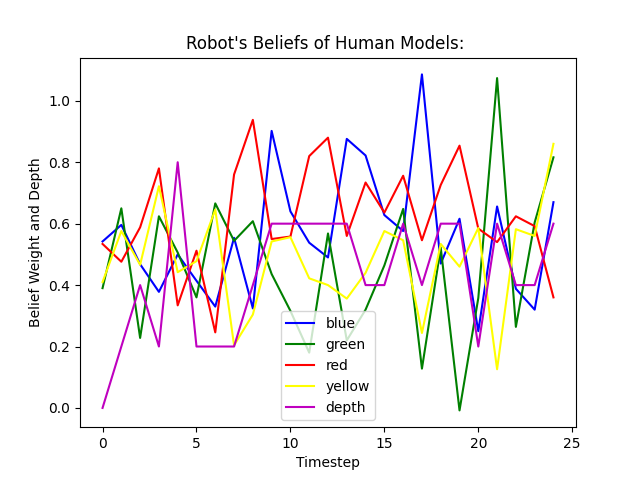 Robot's Beliefs of Human Models:
Belief Weight and Depth
1.0
0.8
0.6
0.4
0.2
0.0
blue
green
red
yellow
depth
0
5
10
15
20
25
Timestep